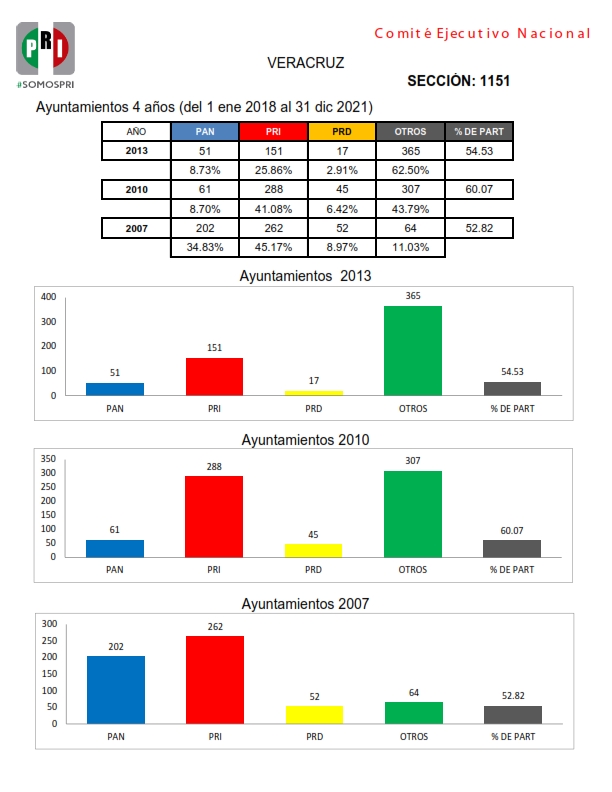 Comité Ejecutivo Nacional
PRI
#SOMOSPRI
VERACRUZ
SECCIÓN: 1151
Ayuntamientos 4 años (del 1 ene 2018 al 31 dic 2021)
AÑO PAN PRI PRD OTROS % DE PART
2013 51 151 17 365 54.53
8.73% 25.86% 2.91% 62.50%
2010 61 288 45 307 60.07
8.70% 41.08% 6.42% 43.79%
2007 202 262 52 64 52.82
34.83% 45.17% 8.97% 11.03%
Ayuntamientos 2013
400
300
200
100
0
51 151 17 365 54.53
PAN PRI PRD OTROS % DE PART
Ayuntamientos 2010
350
300
250
200
150
100
50
0
61 288 45 307 60.07
PAN PRI PRD OTROS % DE PART
Ayuntamientos 2007
300
250
200
150
100
50
0
202 262 52 64 52.82
PAN PRI PRD OTROS % DE PART